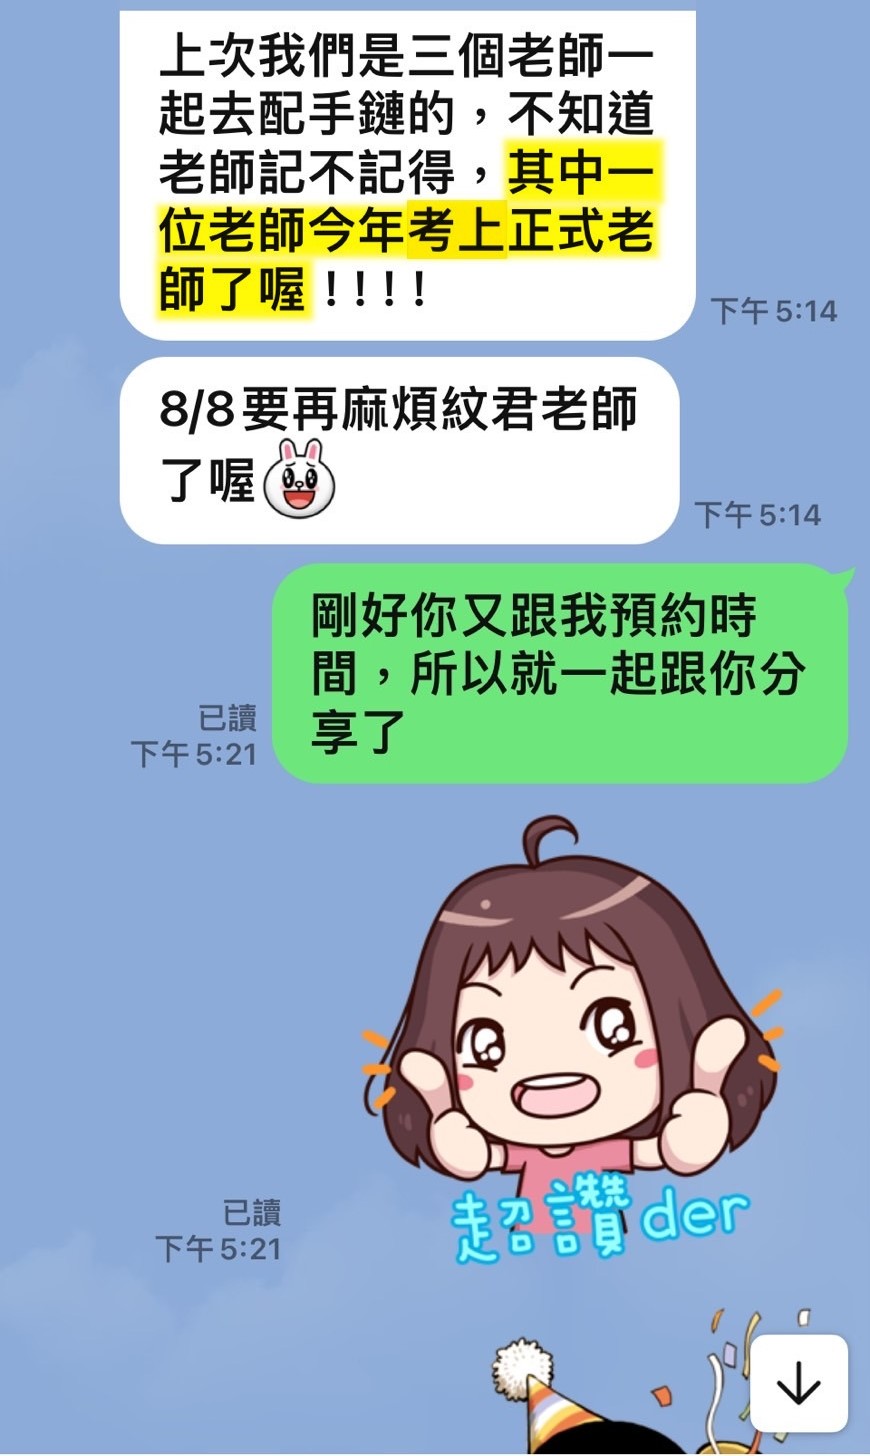 上次我們是三個老師一
起去配手鏈的，不知道
老師記不記得，其中一
位老師今年考上正式老
師了喔！！！！
下午 5:14
8/8要再麻煩紋君老師
了喔
下午 5:14
剛好你又跟我預約時
間，所以就一起跟你分
享了
已讀
下午 5:21
超讚der
已讀
下午 5:21